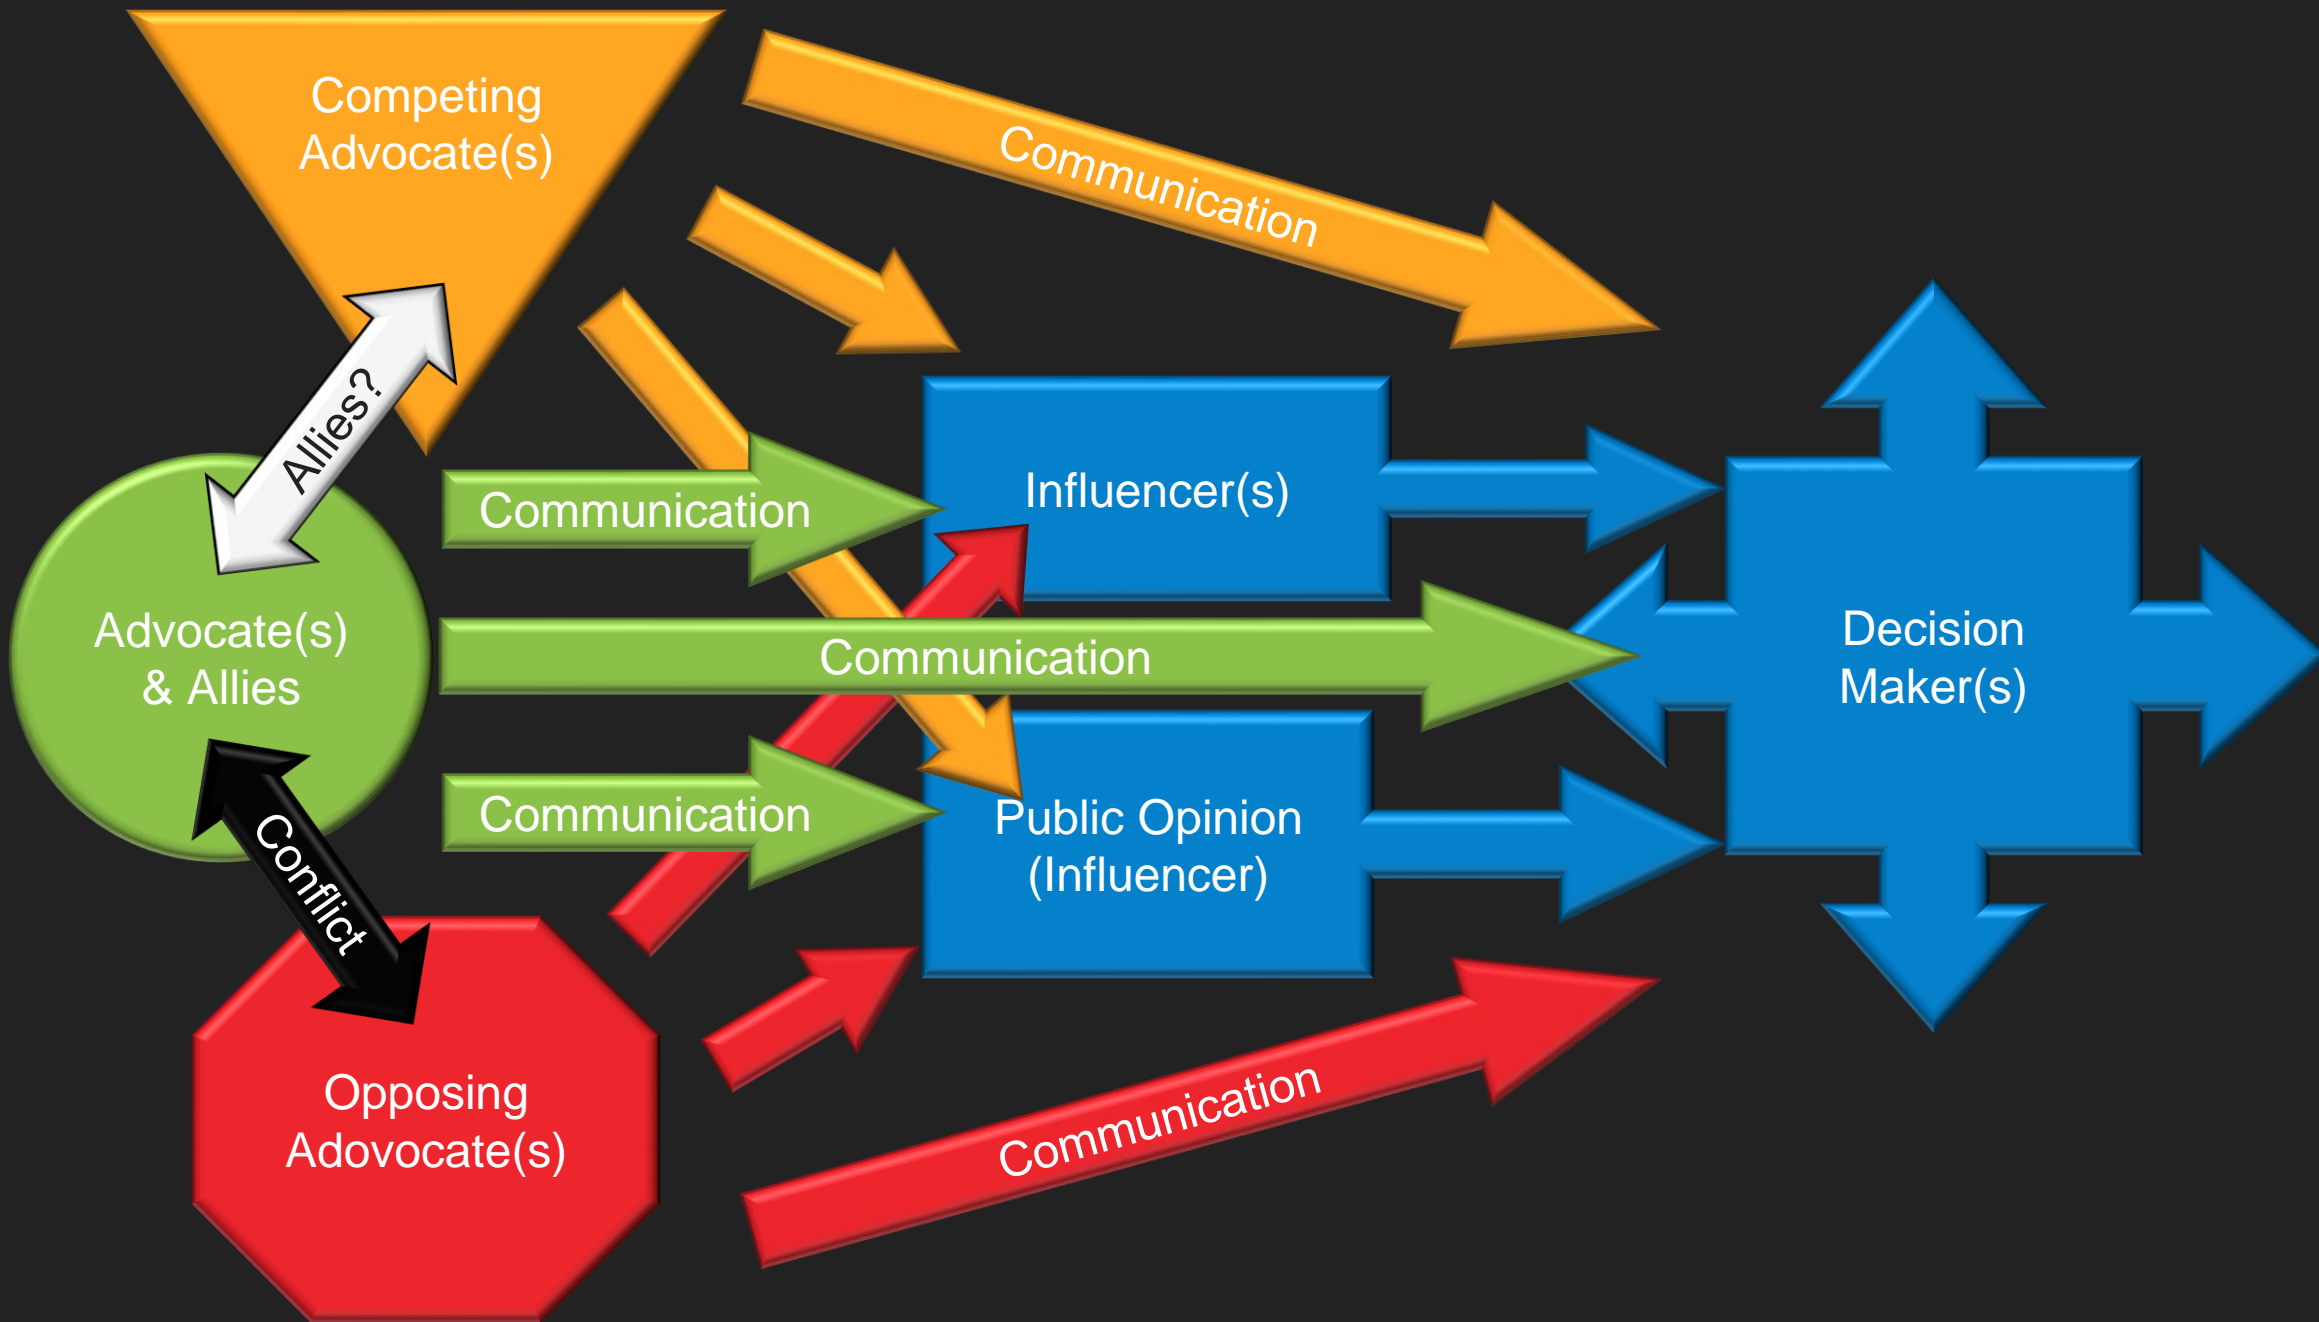 Competing
Advocate(s)
Communication
Allies?
Communication
Influencer(s)
Advocate(s)
& Allies
Communication
Decision
Maker(s)
Communication
Public Opinion
(Influencer)
Conflict
Opposing
Adovocate(s)
Communication